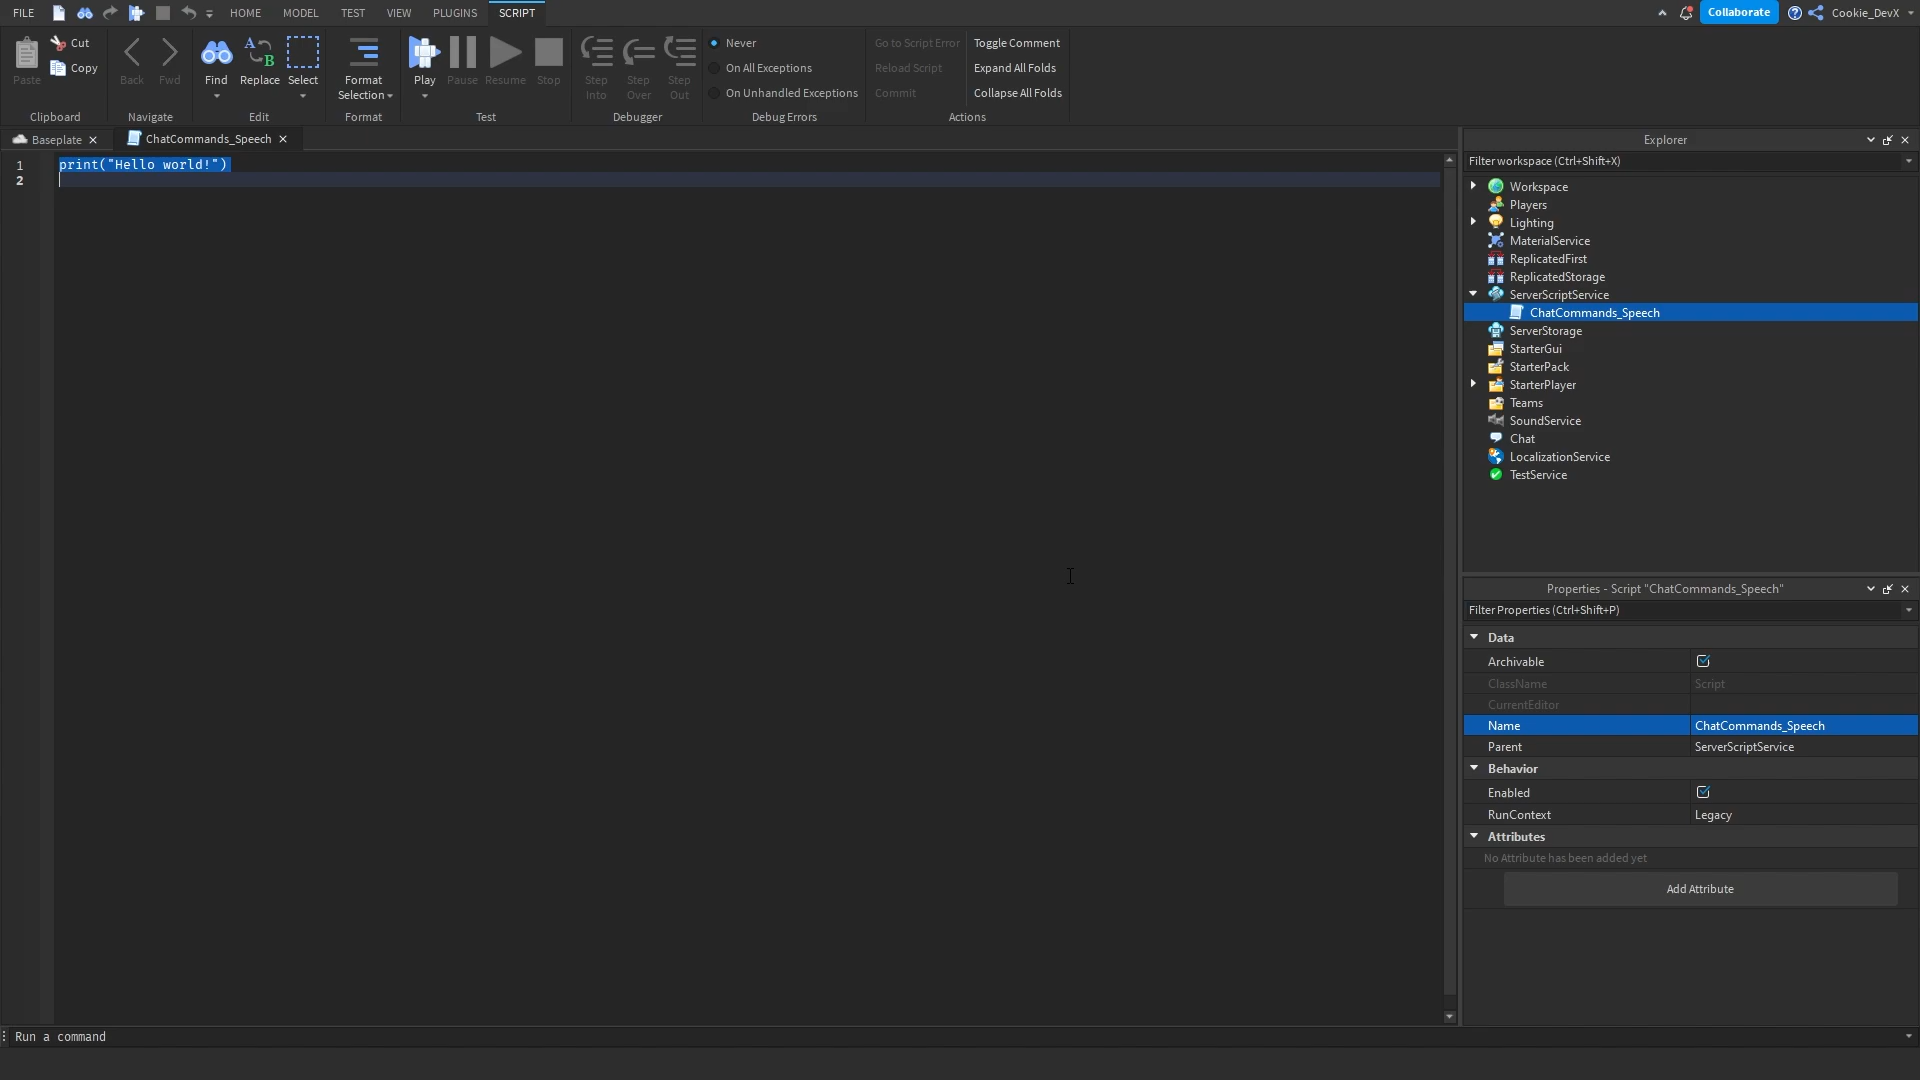 FILE
HOME
MODEL
TEST
VIEW
PLUGINS
SCRIPT
Collaborate
Cookie_DevX
Paste
Cut
Copy
Clipboard
Back
Fwd
Navigate
Find
A
B
Replace
Select
Edit
Format
Selection
Format
Play
Pause
Resume
Stop
Test
Step
Into
Step
Over
Step
Out
Debugger
Never
On All Exceptions
On Unhandled Exceptions
Debug Errors
Go to Script Error
Reload Script
Commit
Toggle Comment
Expand All Folds
Collapse All Folds
Actions
Baseplate
ChatCommands_Speech
1
print("Hello world!")
2
Explorer
Filter workspace (Ctrl+Shift+X)
Workspace
Players
Lighting
MaterialService
ReplicatedFirst
ReplicatedStorage
ServerScriptService
ChatCommands_Speech
ServerStorage
StarterGui
StarterPack
StarterPlayer
Teams
SoundService
Chat
LocalizationService
TestService
Properties - Script "ChatCommands_Speech"
Filter Properties (Ctrl+Shift+P)
Data
Archivable
ClassName Script
CurrentEditor
Name ChatCommands_Speech
Parent ServerScriptService
Behavior
Enabled
RunContext Legacy
Attributes
No Attribute has been added yet
Add Attribute
Run a command